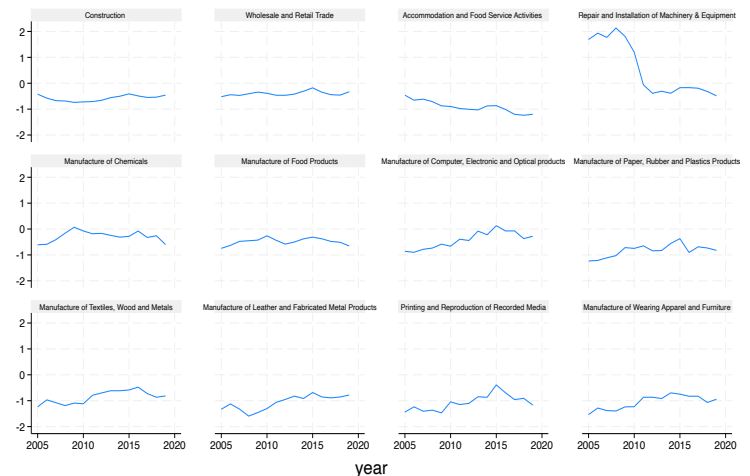 Construction
Wholesale and Retail Trade
Accommodation and Food Service Activities
Repair and Installation of Machinery & Equipment
2
1
0
-1
-2
Manufacture of Chemicals
Manufacture of Food Products
Manufacture of Computer, Electronic and Optical products
Manufacture of Paper, Rubber and Plastics Products
2
1
0
-1
-2
Manufacture of Textiles, Wood and Metals
Manufacture of Leather and Fabricated Metal Products
Printing and Reproduction of Recorded Media
Manufacture of Wearing Apparel and Furniture
2
1
0
-1
-2
2005 2010 2015 2020 2005 2010 2015 2020 2005 2010 2015 2020 2005 2010 2015 2020
year